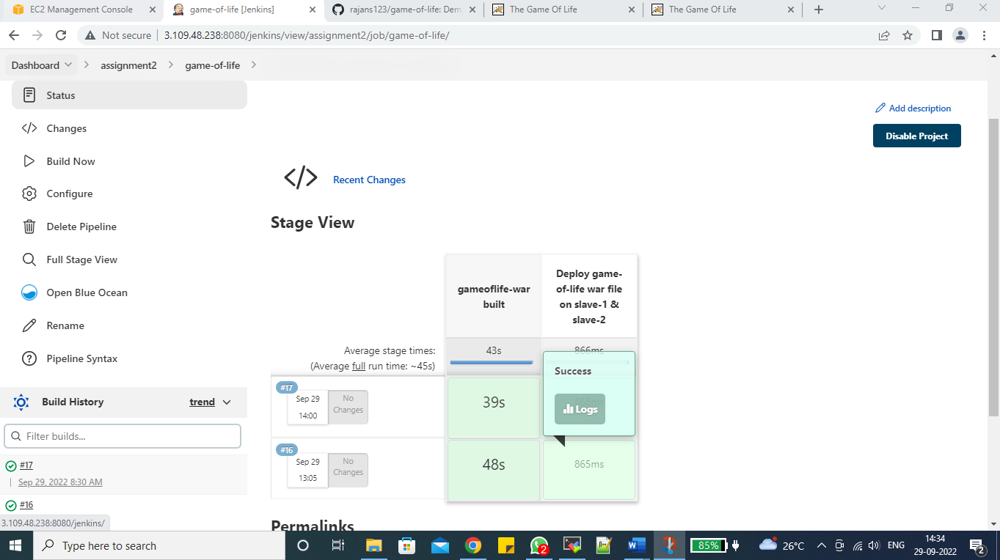 EC2 Management Console
game-of-life [Jenkins]
rajans123/game-of-life: Dem
The Game Of Life
The Game Of Life
Not secure
3.109.48.238:8080/jenkins/view/assignment2/job/game-of-life/
Dashboard
assignment2
game-of-life
Status
Changes
Build Now
Configure
Delete Pipeline
Full Stage View
Open Blue Ocean
Rename
Pipeline Syntax
Build History
trend
Filter builds...
#17
Sep 29, 2022 8:30 AM
#16
3.109.48.238:8080/jenkins/
Add description
Disable Project
Recent Changes
Stage View
gameoflife-war
built
Deploy game-
of-life war file
on slave-1 &
slave-2
Average stage times:
(Average full run time: ~45s)
43s
866ms
#17
Sep 29
14:00
No
Changes
39s
Success
Logs
#16
Sep 29
13:05
No
Changes
48s
865ms
Permalinks
Type here to search
2
85%
26°C
ENG
14:34
29-09-2022
2